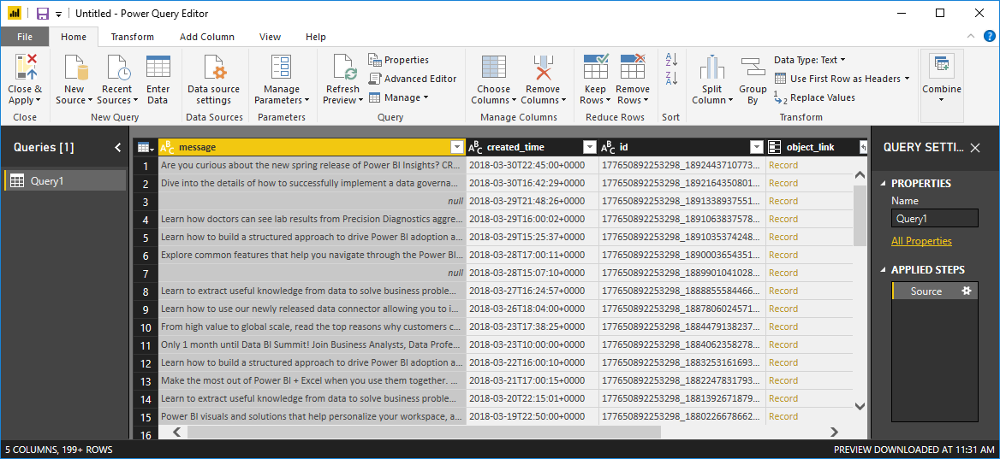 Untitled - Power Query Editor
File Home Transform Add Column View Help
Close & Apply
New Source Recent Sources Enter Data
Data source settings
Manage Parameters
Refresh Preview Properties
Advanced Editor
Manage
Choose Columns Remove Columns
Keep Rows Remove Rows
Split Column Group By
Data Type: Text
Use First Row as Headers
Replace Values
Combine
Close New Query Data Sources Parameters Query Manage Columns Reduce Rows Sort Transform
Queries [1]
Query1
message created_time id object_link
1 Are you curious about the new spring release of Power BI Insights? CR... 2018-03-30T22:45:00+0000 177650892253298_1892443710773... Record
2 Dive into the details of how to successfully implement a data governa... 2018-03-30T16:42:29+0000 177650892253298_1892164350801... Record
3 null 2018-03-29T21:48:26+0000 177650892253298_1891338937551... Record
4 Learn how doctors can see lab results from Precision Diagnostics aggre... 2018-03-29T16:00:02+0000 177650892253298_1891063837578... Record
5 Learn how to build a structured approach to drive Power BI adoption a... 2018-03-29T15:25:37+0000 177650892253298_1891035374248... Record
6 Explore common features that help you navigate through the Power BI... 2018-03-28T17:00:11+0000 177650892253298_1890003654351... Record
7 null 2018-03-28T15:07:10+0000 177650892253298_1889901041028... Record
8 Learn to extract useful knowledge from data to solve business proble... 2018-03-27T16:24:57+0000 177650892253298_1888855584466... Record
9 Learn how to use our newly released data connector allowing you to i... 2018-03-26T18:04:00+0000 177650892253298_1887806024571... Record
10 From high value to global scale, read the top reasons why customers c... 2018-03-23T17:38:25+0000 177650892253298_1884479138237... Record
11 Only 1 month until Data BI Summit! Join Business Analysts, Data Profe... 2018-03-23T10:00:00+0000 177650892253298_1884062358278... Record
12 Learn how to build a structured approach to drive Power BI adoption a... 2018-03-22T16:00:10+0000 177650892253298_1883253161693... Record
13 Make the most out of Power BI + Excel when you use them together. ... 2018-03-21T17:00:15+0000 177650892253298_1882247831793... Record
14 Learn to extract useful knowledge from data to solve business proble... 2018-03-20T22:15:01+0000 177650892253298_1881392671879... Record
15 Power BI visuals and solutions that help personalize your workspace, a... 2018-03-19T22:50:00+0000 177650892253298_1880226678662... Record
16
QUERY SETTI...
PROPERTIES
Name
Query1
All Properties
APPLIED STEPS
Source
5 COLUMNS, 199+ ROWS
PREVIEW DOWNLOADED AT 11:31 AM